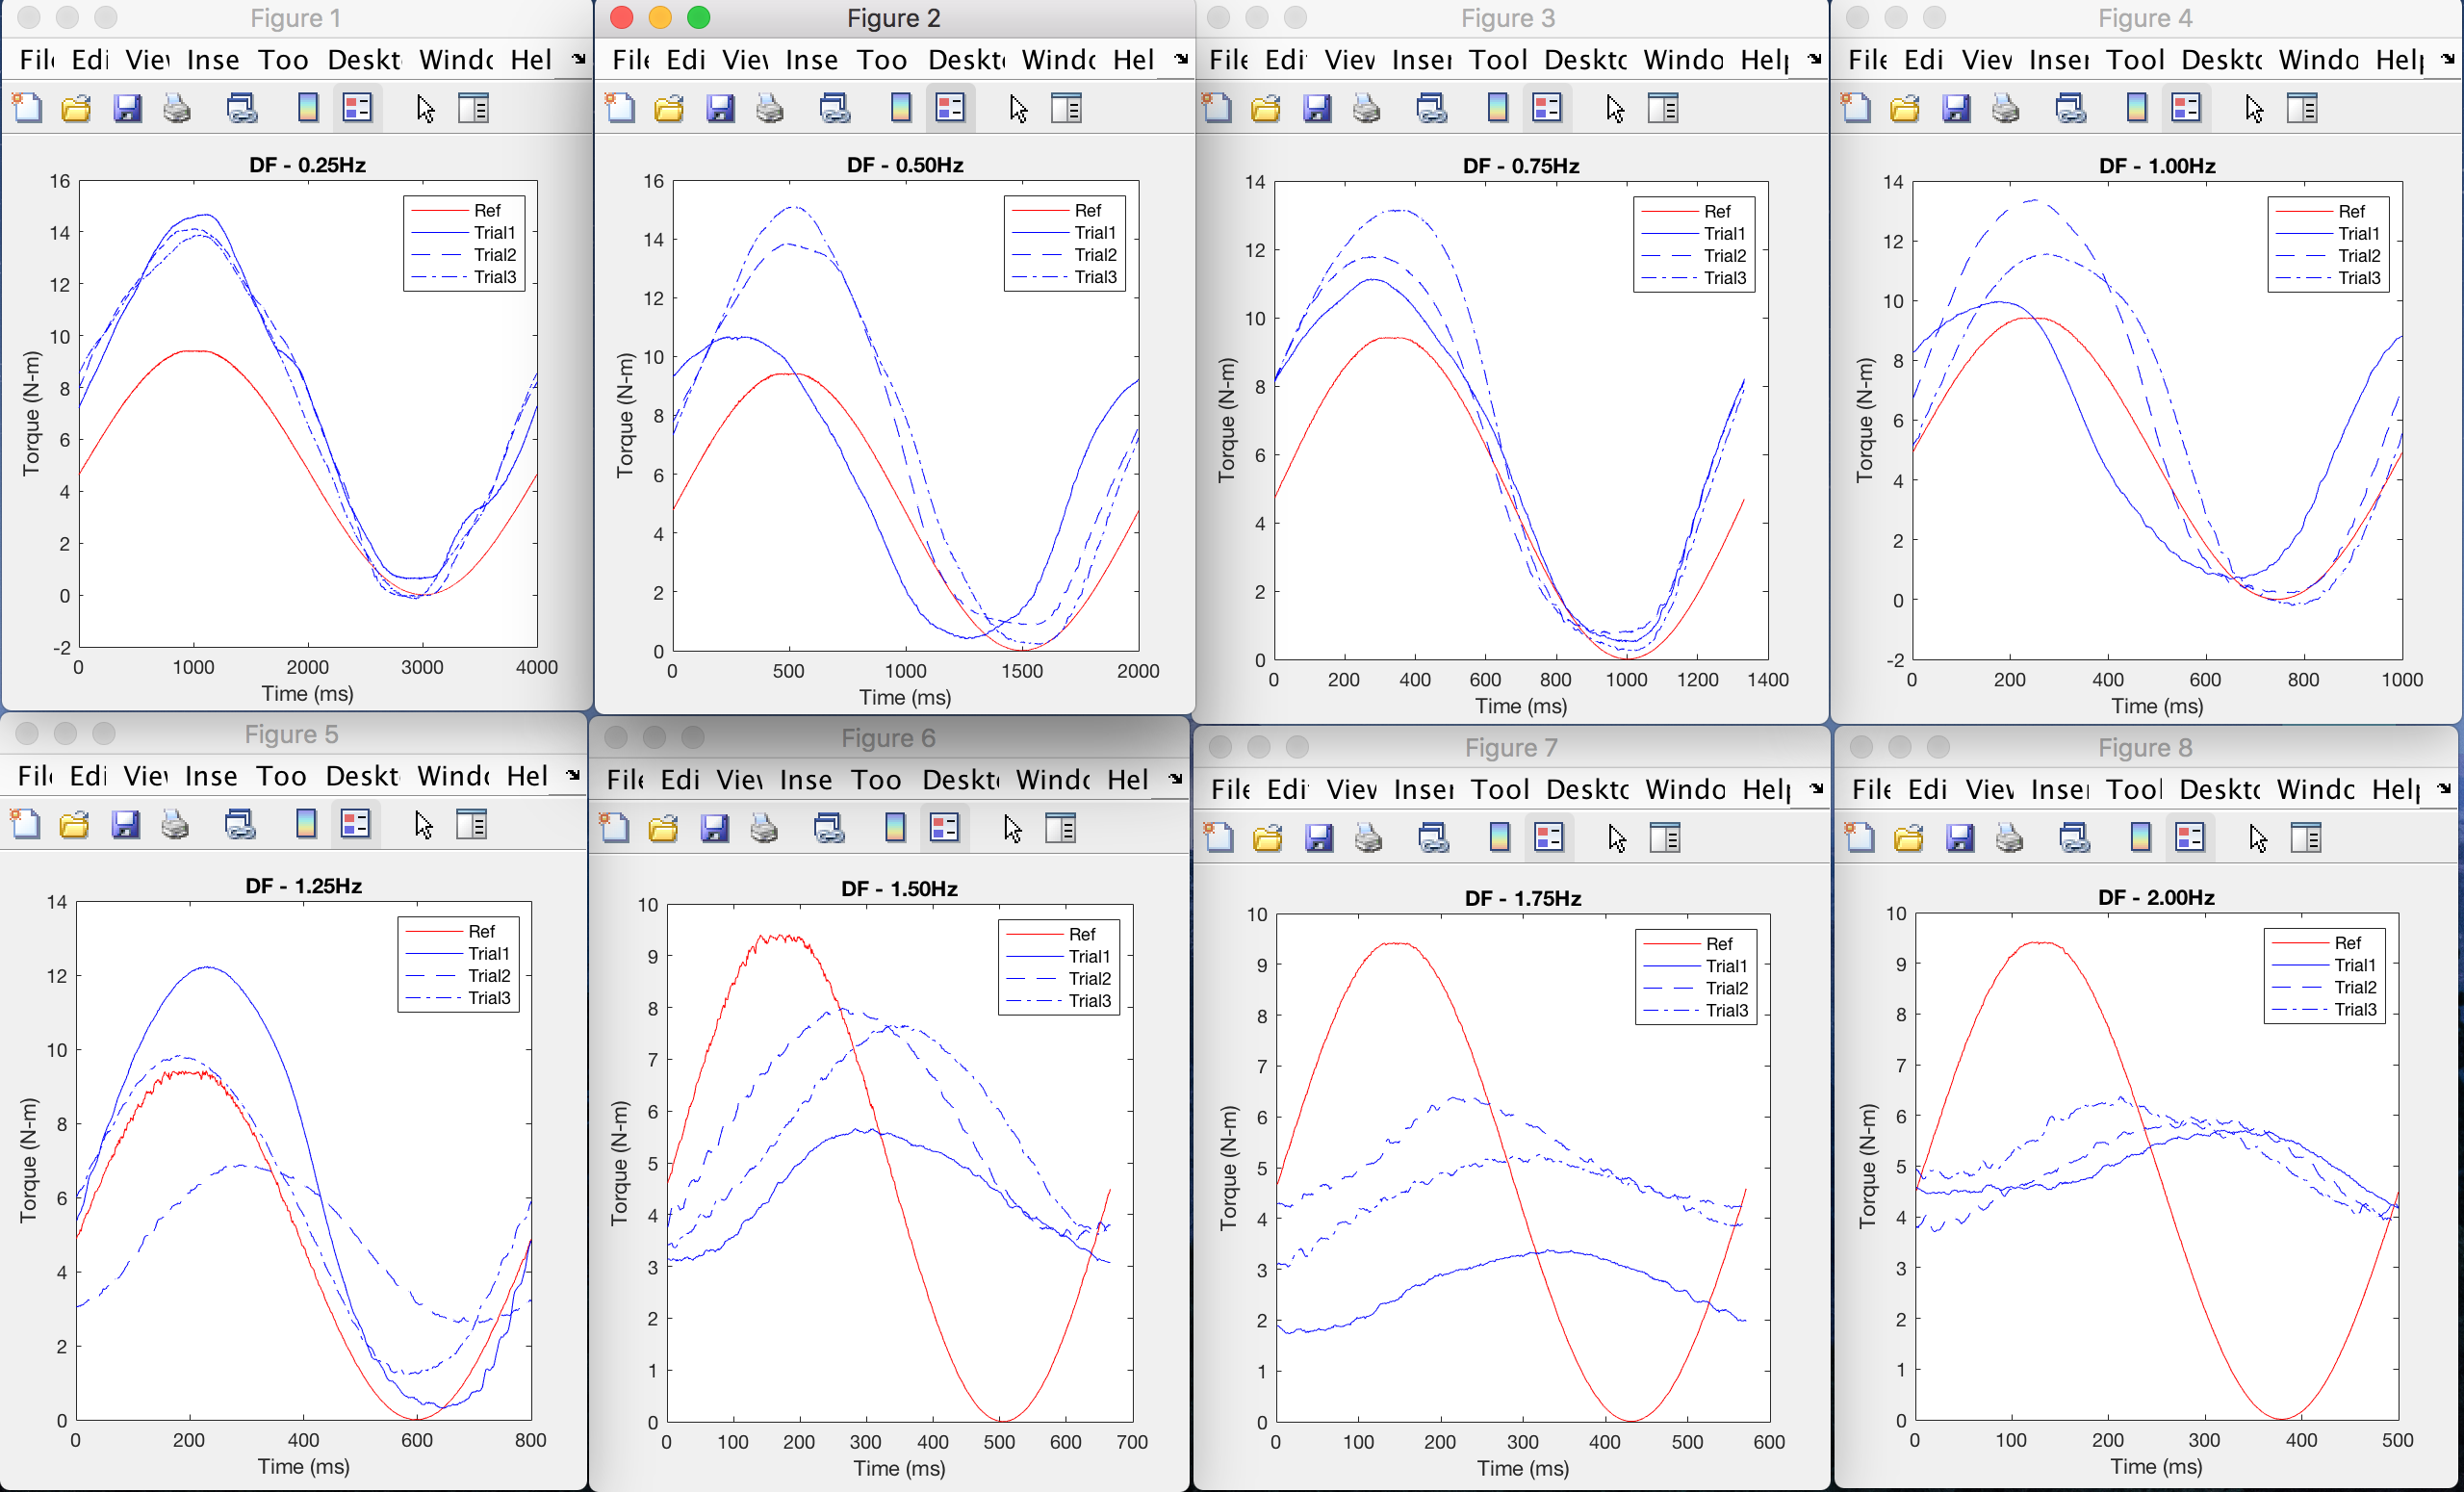 Figure 1
Fil Edi Vie Inse Too Deskt Windo Hel
DF - 0.25Hz
16
14
12
10
8
6
4
2
0
-2
Torque (N-m)
Ref
Trial1
Trial2
Trial3
0 1000 2000 3000 4000
Time (ms)
Figure 2
File Edi Vie Inse Too Deskt Windo Hel
DF - 0.50Hz
16
14
12
10
8
6
4
2
0
Torque (N-m)
Ref
Trial1
Trial2
Trial3
0 500 1000 1500 2000
Time (ms)
Figure 3
File Edi View Inser Tool Deskto Windo Help
DF - 0.75Hz
14
12
10
8
6
4
2
0
Torque (N-m)
Ref
Trial1
Trial2
Trial3
0 200 400 600 800 1000 1200 1400
Time (ms)
Figure 4
File Edi View Inser Tool Deskto Windo Help
DF - 1.00Hz
14
12
10
8
6
4
2
0
-2
Torque (N-m)
Ref
Trial1
Trial2
Trial3
0 200 400 600 800 1000
Time (ms)
Figure 5
Fil Edi Vie Inse Too Deskt Windo Hel
DF - 1.25Hz
14
12
10
8
6
4
2
0
Torque (N-m)
Ref
Trial1
Trial2
Trial3
0 200 400 600 800
Time (ms)
Figure 6
File Edi Vie Inse Too Deskt Windo Hel
DF - 1.50Hz
10
9
8
7
6
5
4
3
2
1
0
Torque (N-m)
Ref
Trial1
Trial2
Trial3
0 100 200 300 400 500 600 700
Time (ms)
Figure 7
File Edi View Inser Tool Deskto Windo Help
DF - 1.75Hz
10
9
8
7
6
5
4
3
2
1
0
Torque (N-m)
Ref
Trial1
Trial2
Trial3
0 100 200 300 400 500 600
Time (ms)
Figure 8
File Edi View Inser Tool Deskto Windo Help
DF - 2.00Hz
10
9
8
7
6
5
4
3
2
1
0
Torque (N-m)
Ref
Trial1
Trial2
Trial3
0 100 200 300 400 500
Time (ms)